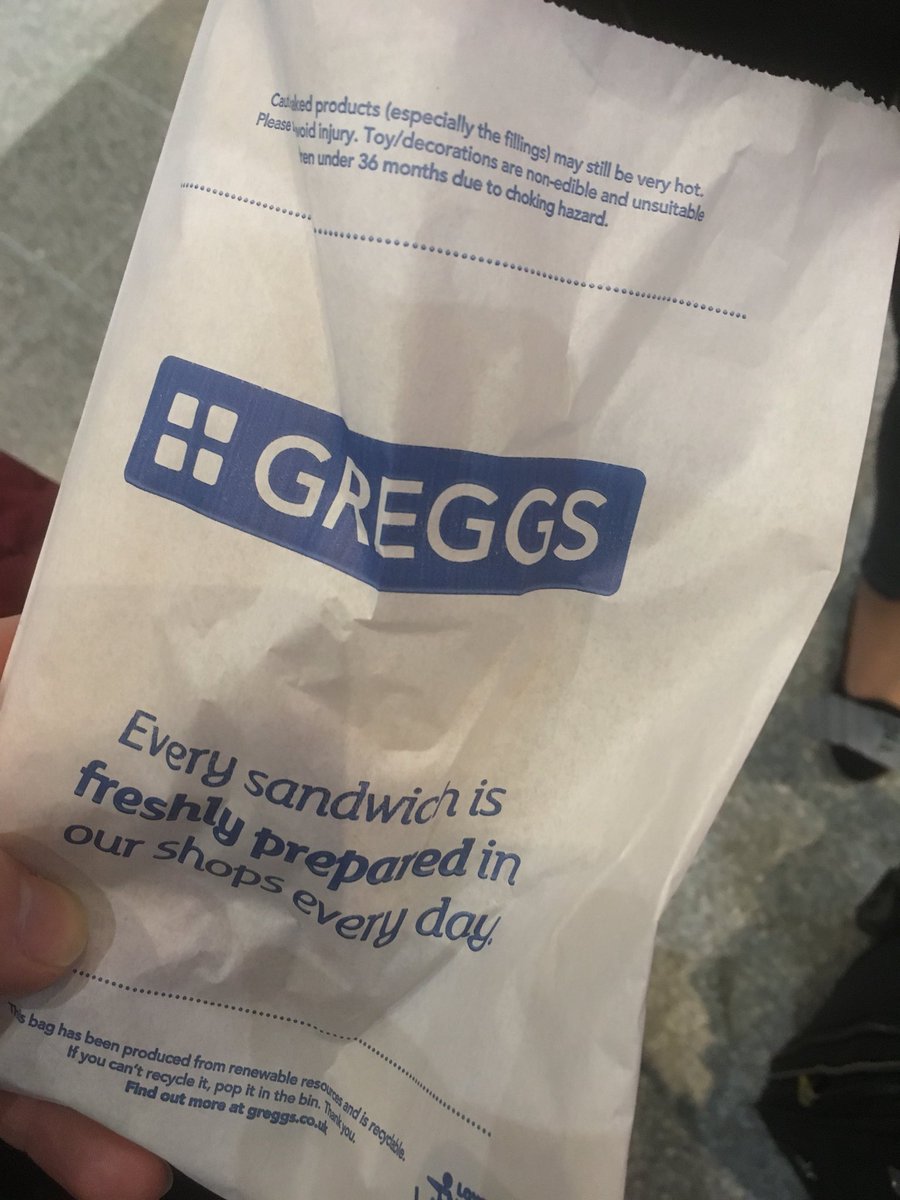 products (especially the fillings) may still be very hot.
Please injury. Toy/decorations are non-edible and unsuitable
under 36 months due to choking hazard.
GREGGS
Every sandwich is
freshly prepared in
our shops every day.
This bag has been produced from renewable resources and is recyclable.
If you can't recycle it, pop it in the bin. Thank you.
Find out more at greggs.co.uk